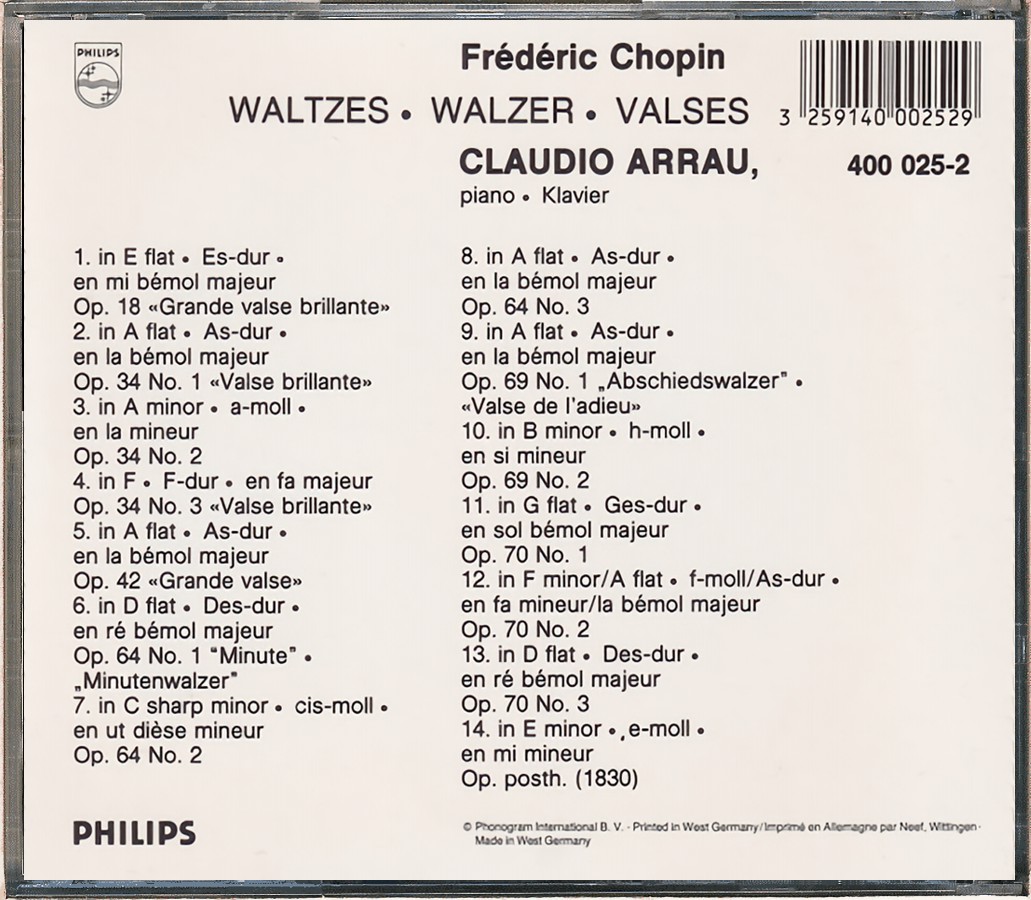 PHILIPS
Frédéric Chopin
WALTZES • WALZER • VALSES
3 259140 002529
CLAUDIO ARRAU,
400 025-2
piano • Klavier
1. in E flat • Es-dur •
en mi bémol majeur
Op. 18 «Grande valse brillante»
2. in A flat • As-dur •
en la bémol majeur
Op. 34 No. 1 «Valse brillante»
3. in A minor • a-moll •
en la mineur
Op. 34 No. 2
4. in F • F-dur • en fa majeur
Op. 34 No. 3 «Valse brillante»
5. in A flat • As-dur •
en la bémol majeur
Op. 42 «Grande valse»
6. in D flat • Des-dur •
en ré bémol majeur
Op. 64 No. 1 “Minute” •
„Minutenwalzer”
7. in C sharp minor • cis-moll •
en ut dièse mineur
Op. 64 No. 2
8. in A flat • As-dur •
en la bémol majeur
Op. 64 No. 3
9. in A flat • As-dur •
en la bémol majeur
Op. 69 No. 1 „Abschiedswalzer” •
«Valse de l'adieu»
10. in B minor • h-moll •
en si mineur
Op. 69 No. 2
11. in G flat • Ges-dur •
en sol bémol majeur
Op. 70 No. 1
12. in F minor/A flat • f-moll/As-dur •
en fa mineur/la bémol majeur
Op. 70 No. 2
13. in D flat • Des-dur •
en ré bémol majeur
Op. 70 No. 3
14. in E minor • e-moll •
en mi mineur
Op. posth. (1830)
PHILIPS
© Phonogram International B. V. · Printed in West Germany/Imprimé en Allemagne par Neef, Wittingen ·
Made in West Germany